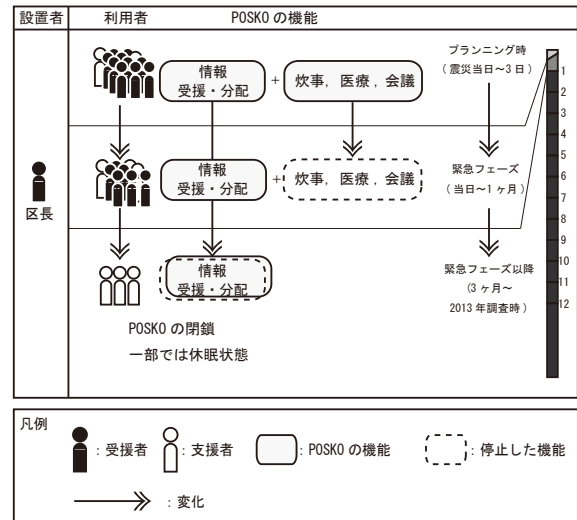 設置者 利用者 POSKO の機能
情報
受援・分配
+
炊事, 医療 , 会議
プランニング時
( 震災当日~3 日 )
区長
情報
受援・分配
+
炊事, 医療 , 会議
緊急フェーズ
( 当日~1 ヶ月 )
情報
受援・分配
緊急フェーズ以降
(3 ヶ月~
2013 年調査時 )
POSKO の閉鎖
一部では休眠状態
1
2
3
4
5
6
7
8
9
10
11
12
凡例
: 受援者
: 支援者
: POSKO の機能
: 停止した機能
: 変化